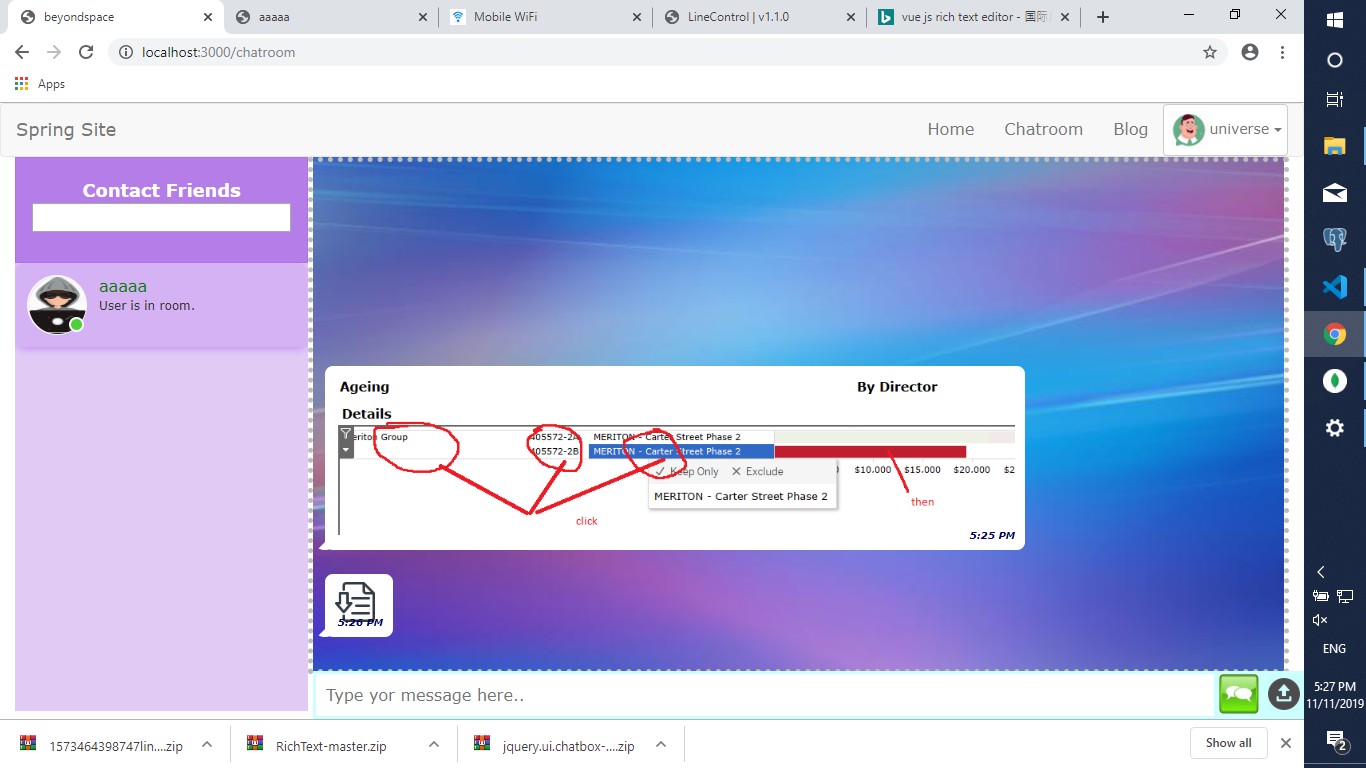 beyondspace
aaaaa
Mobile WiFi
LineControl | v1.1.0
vue js rich text editor - 国际
localhost:3000/chatroom
Apps
Spring Site
Home
Chatroom
Blog
universe
Contact Friends
aaaaa
User is in room.
Ageing
By Director
Details
Group
405572-2A
MERITON - Carter Street Phase 2
405572-2B
MERITON - Carter Street Phase 2
Keep Only
Exclude
0
$10.000
$15.000
$20.000
$2
MERITON - Carter Street Phase 2
then
click
5:25 PM
5:26 PM
Type yor message here..
1573464398747lin....zip
RichText-master.zip
jquery.ui.chatbox-....zip
Show all
ENG
5:27 PM
11/11/2019
2